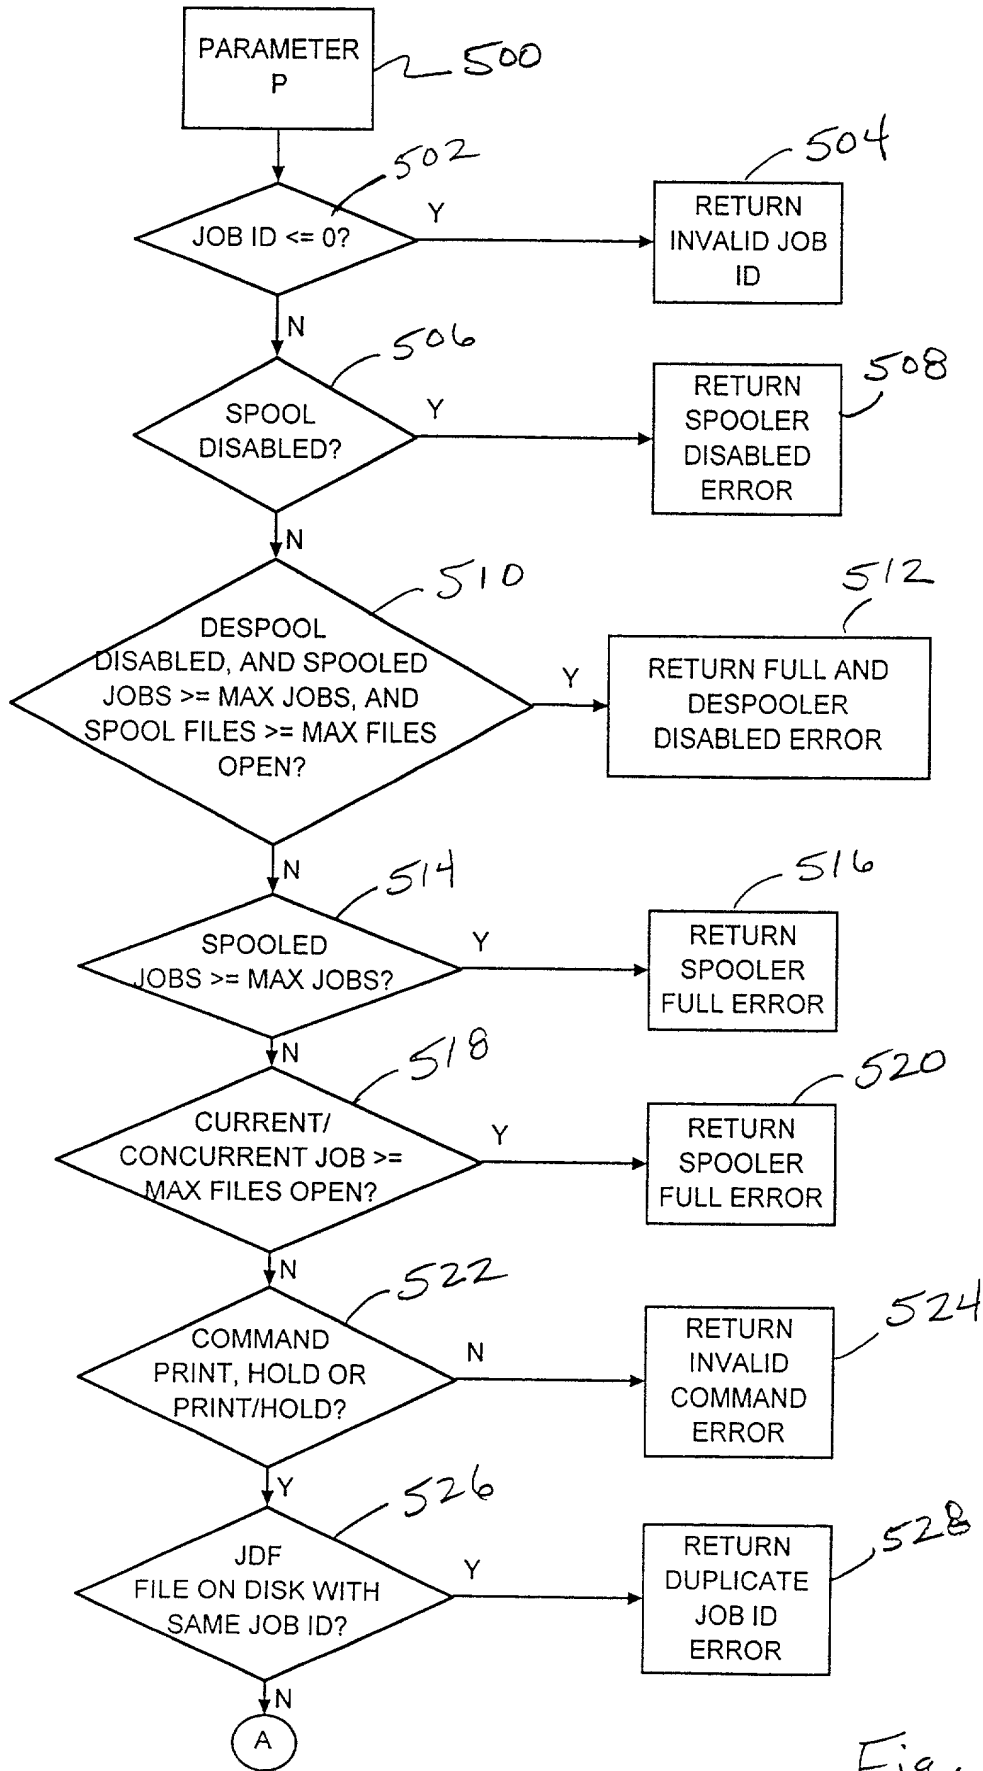 PARAMETER
P
500
502
JOB ID <= 0?
Y
504
RETURN
INVALID JOB
ID
N
506
SPOOL
DISABLED?
Y
508
RETURN
SPOOLER
DISABLED
ERROR
N
510
DESPOOL
DISABLED, AND SPOOLED
JOBS >= MAX JOBS, AND
SPOOL FILES >= MAX FILES
OPEN?
Y
512
RETURN FULL AND
DESPOOLER
DISABLED ERROR
N
514
SPOOLED
JOBS >= MAX JOBS?
Y
516
RETURN
SPOOLER
FULL ERROR
N
518
CURRENT/
CONCURRENT JOB >=
MAX FILES OPEN?
Y
520
RETURN
SPOOLER
FULL ERROR
N
522
COMMAND
PRINT, HOLD OR
PRINT/HOLD?
N
524
RETURN
INVALID
COMMAND
ERROR
Y
526
JDF
FILE ON DISK WITH
SAME JOB ID?
Y
528
RETURN
DUPLICATE
JOB ID
ERROR
N
A
Fig.